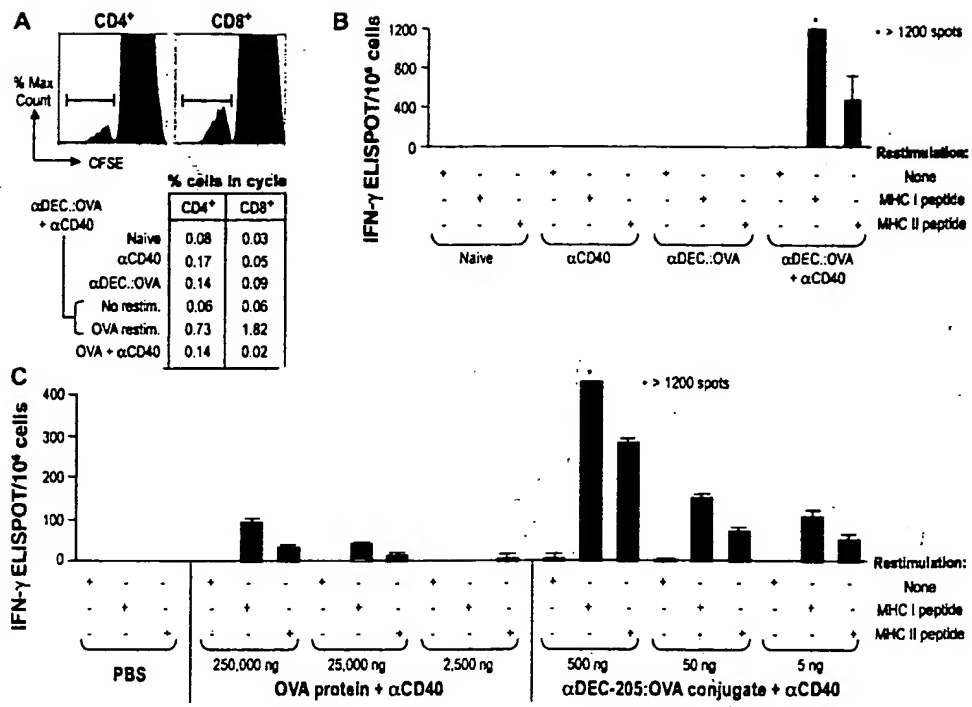 A
CD4⁺ CD8⁺
% Max
Count
CFSE
% cells in cycle
αDEC.:OVA
+ αCD40
CD4⁺ CD8⁺
Naive 0.08 0.03
αCD40 0.17 0.05
αDEC.:OVA 0.14 0.09
No restim. 0.06 0.06
OVA restim. 0.73 1.82
OVA + αCD40 0.14 0.02
B
IFN-γ ELISPOT/10⁶ cells
1200
800
400
0
• > 1200 spots
Restimulation:
+ - - + - - + - - + - - None
- + - - + - - + - - + - MHC I peptide
- - + - - + - - + - - + MHC II peptide
Naive αCD40 αDEC.:OVA αDEC.:OVA
+ αCD40
C
IFN-γ ELISPOT/10⁶ cells
400
300
200
100
0
• > 1200 spots
Restimulation:
+ - - + - - + - - + - - + - - + - - + - - None
- + - - + - - + - - + - - + - - + - - + - MHC I peptide
- - + - - + - - + - - + - - + - - + - - + MHC II peptide
PBS 250,000 ng 25,000 ng 2,500 ng 500 ng 50 ng 5 ng
OVA protein + αCD40 αDEC-205:OVA conjugate + αCD40